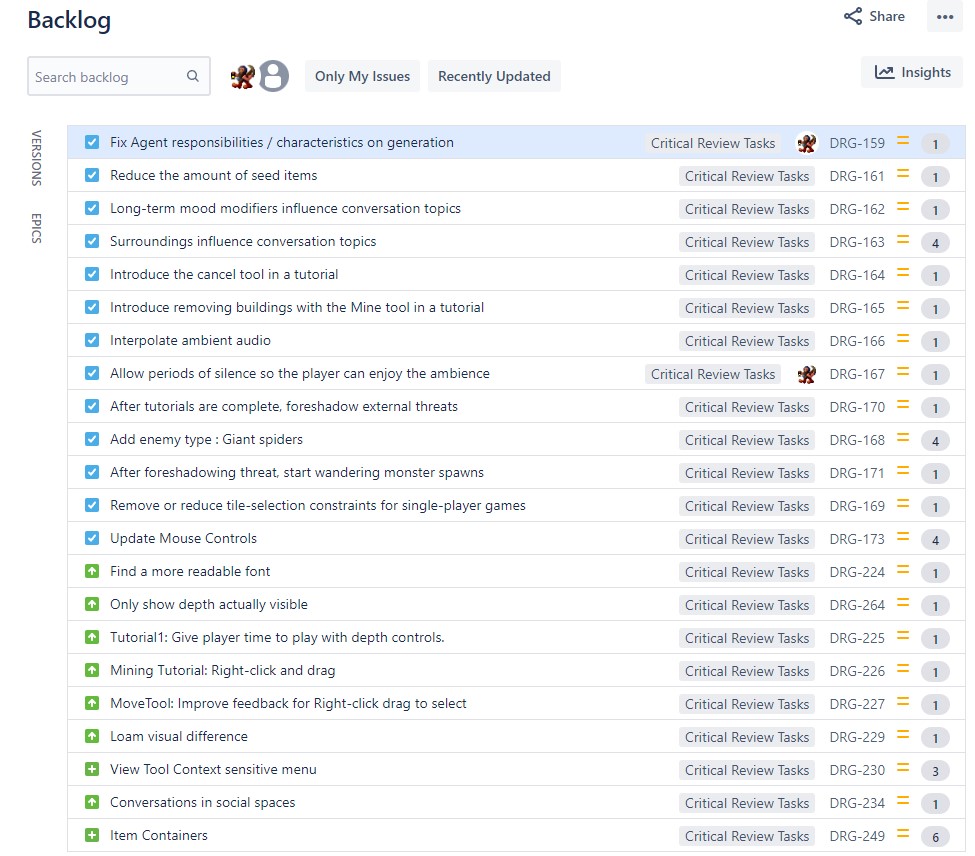 Backlog
Share
Search backlog
Only My Issues
Recently Updated
Insights
VERSIONS
EPICS
Fix Agent responsibilities / characteristics on generation Critical Review Tasks DRG-159 1
Reduce the amount of seed items Critical Review Tasks DRG-161 1
Long-term mood modifiers influence conversation topics Critical Review Tasks DRG-162 1
Surroundings influence conversation topics Critical Review Tasks DRG-163 4
Introduce the cancel tool in a tutorial Critical Review Tasks DRG-164 1
Introduce removing buildings with the Mine tool in a tutorial Critical Review Tasks DRG-165 1
Interpolate ambient audio Critical Review Tasks DRG-166 1
Allow periods of silence so the player can enjoy the ambience Critical Review Tasks DRG-167 1
After tutorials are complete, foreshadow external threats Critical Review Tasks DRG-170 1
Add enemy type : Giant spiders Critical Review Tasks DRG-168 4
After foreshadowing threat, start wandering monster spawns Critical Review Tasks DRG-171 1
Remove or reduce tile-selection constraints for single-player games Critical Review Tasks DRG-169 1
Update Mouse Controls Critical Review Tasks DRG-173 4
Find a more readable font Critical Review Tasks DRG-224 1
Only show depth actually visible Critical Review Tasks DRG-264 1
Tutorial1: Give player time to play with depth controls. Critical Review Tasks DRG-225 1
Mining Tutorial: Right-click and drag Critical Review Tasks DRG-226 1
MoveTool: Improve feedback for Right-click drag to select Critical Review Tasks DRG-227 1
Loam visual difference Critical Review Tasks DRG-229 1
View Tool Context sensitive menu Critical Review Tasks DRG-230 3
Conversations in social spaces Critical Review Tasks DRG-234 1
Item Containers Critical Review Tasks DRG-249 6